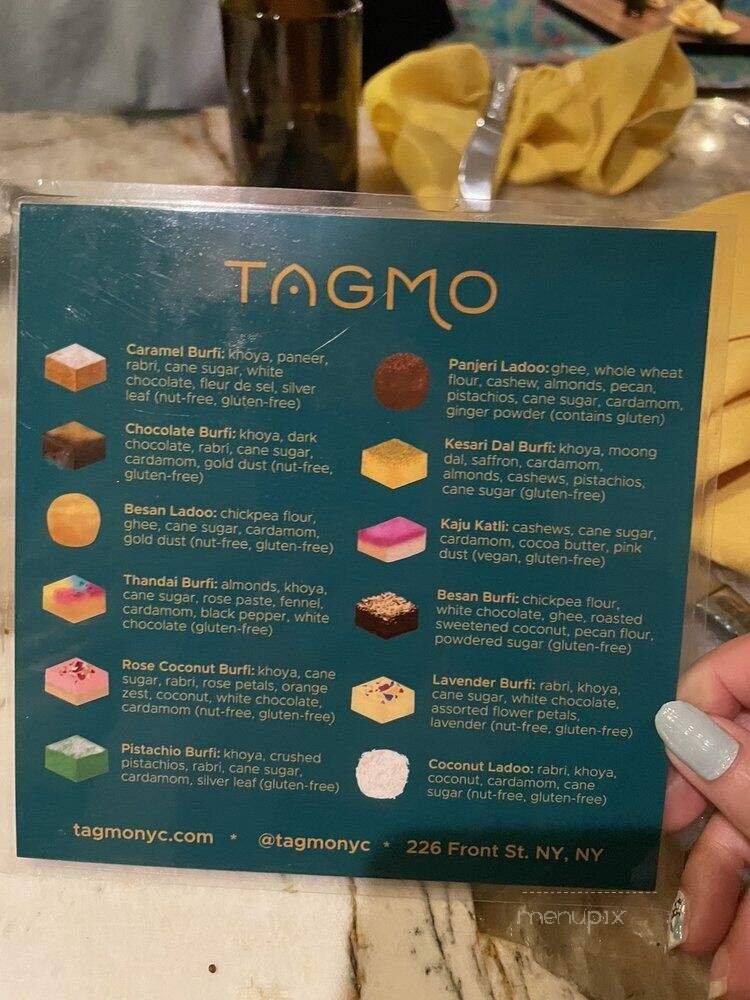 TAGMO
Caramel Burfi: khoya, paneer,
rabri, cane sugar, white
chocolate, fleur de sel, silver
leaf (nut-free, gluten-free)
Chocolate Burfi: khoya, dark
chocolate, rabri, cane sugar,
cardamom, gold dust (nut-free,
gluten-free)
Besan Ladoo: chickpea flour,
ghee, cane sugar, cardamom,
gold dust (nut-free, gluten-free)
Thandai Burfi: almonds, khoya,
cane sugar, rose paste, fennel,
cardamom, black pepper, white
chocolate (gluten-free)
Rose Coconut Burfi: khoya, cane
sugar, rabri, rose petals, orange
zest, coconut, white chocolate,
cardamom (nut-free, gluten-free)
Pistachio Burfi: khoya, crushed
pistachios, rabri, cane sugar,
cardamom, silver leaf (gluten-free)
Panjeri Ladoo: ghee, whole wheat
flour, cashew, almonds, pecan,
pistachios, cane sugar, cardamom,
ginger powder (contains gluten)
Kesari Dal Burfi: khoya, moong
dal, saffron, cardamom,
almonds, cashews, pistachios,
cane sugar (gluten-free)
Kaju Katli: cashews, cane sugar,
cardamom, cocoa butter, pink
dust (vegan, gluten-free)
Besan Burfi: chickpea flour,
white chocolate, ghee, roasted
sweetened coconut, pecan flour,
powdered sugar (gluten-free)
Lavender Burfi: rabri, khoya,
cane sugar, white chocolate,
assorted flower petals,
lavender (nut-free, gluten-free)
Coconut Ladoo: rabri, khoya,
coconut, cardamom, cane
sugar (nut-free, gluten-free)
tagmonyc.com * @tagmonyc * 226 Front St. NY, NY
menupix